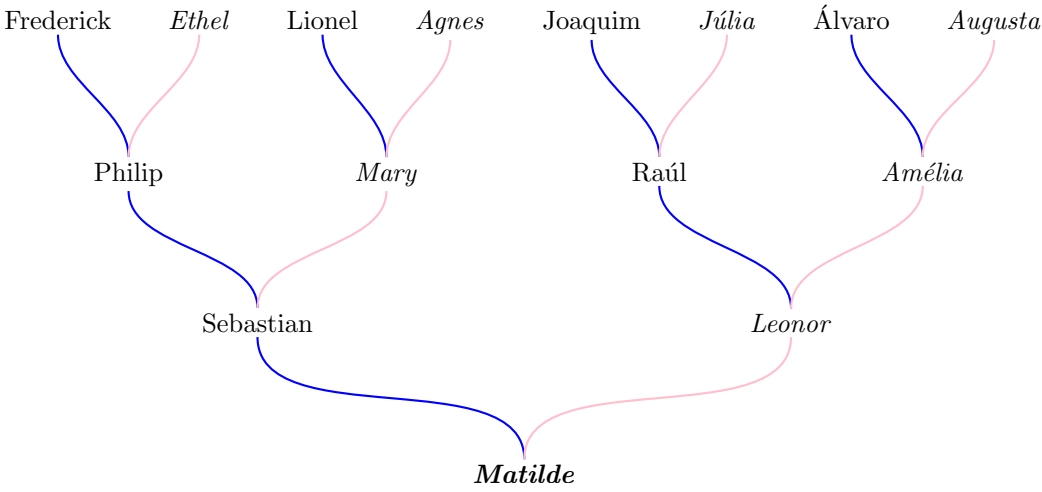 Frederick Ethel Lionel Agnes Joaquim Júlia Álvaro Augusta
Philip Mary Raúl Amélia
Sebastian Leonor
Matilde